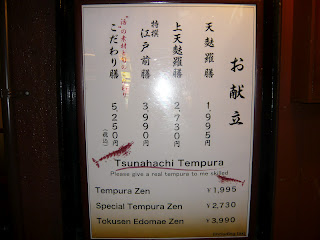 お献立
天麩羅膳 1,995円
上天麩羅膳 2,730円
特撰 江戸前膳 3,990円
こだわり膳 5,250円
(税込)
Tsunahachi Tempura
Please give a real tempura to me skilled
Tempura Zen ¥1,995
Special Tempura Zen ¥2,730
Tokusen Edomae Zen ¥3,990